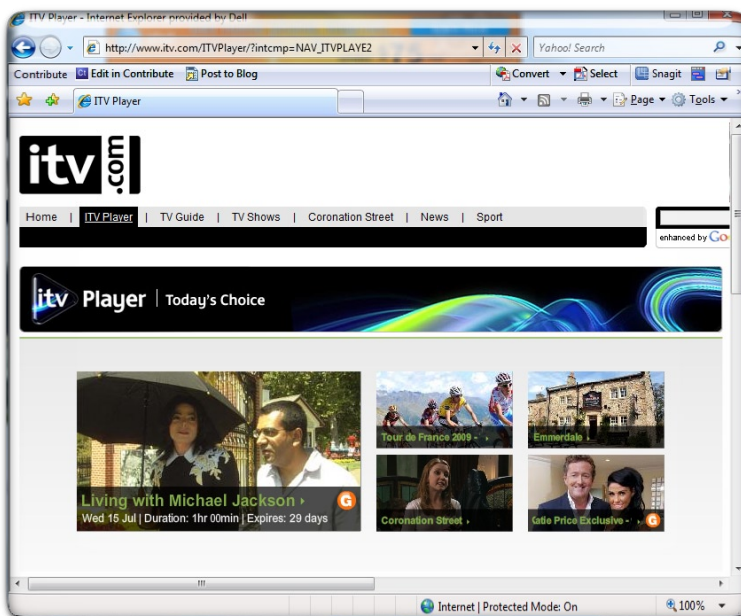 ITV Player - Internet Explorer provided by Dell
http://www.itv.com/ITVPlayer/?intcmp=NAV_ITVPLAYE2
Yahoo! Search
Contribute Edit in Contribute Post to Blog
Convert Select Snagit
ITV Player
Page Tools
itv.com
Home | ITV Player | TV Guide | TV Shows | Coronation Street | News | Sport
enhanced by Go
itv Player | Today's Choice
Tour de France 2009 -
Emmerdale
Living with Michael Jackson
G
Wed 15 Jul | Duration: 1hr 00min | Expires: 29 days
Coronation Street
Katie Price Exclusive -
G
Internet | Protected Mode: On
100%